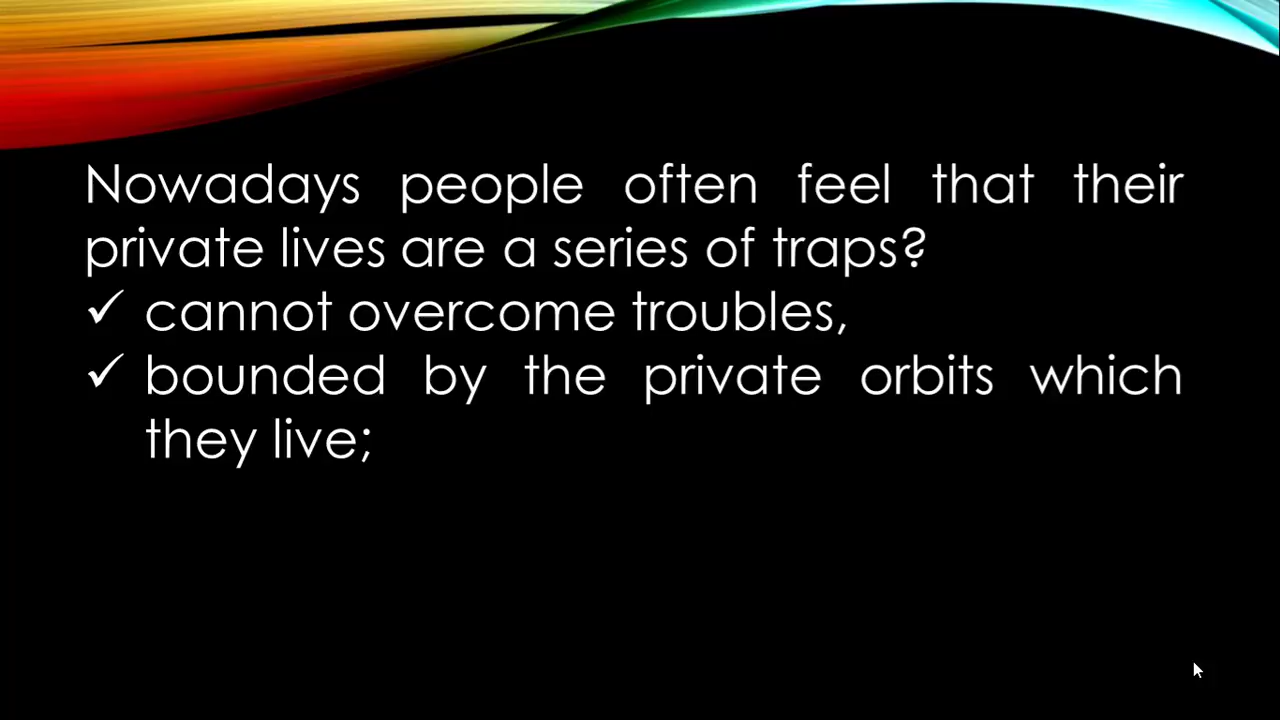 Nowadays people often feel that their
private lives are a series of traps?
✓ cannot overcome troubles,
✓ bounded by the private orbits which
they live;